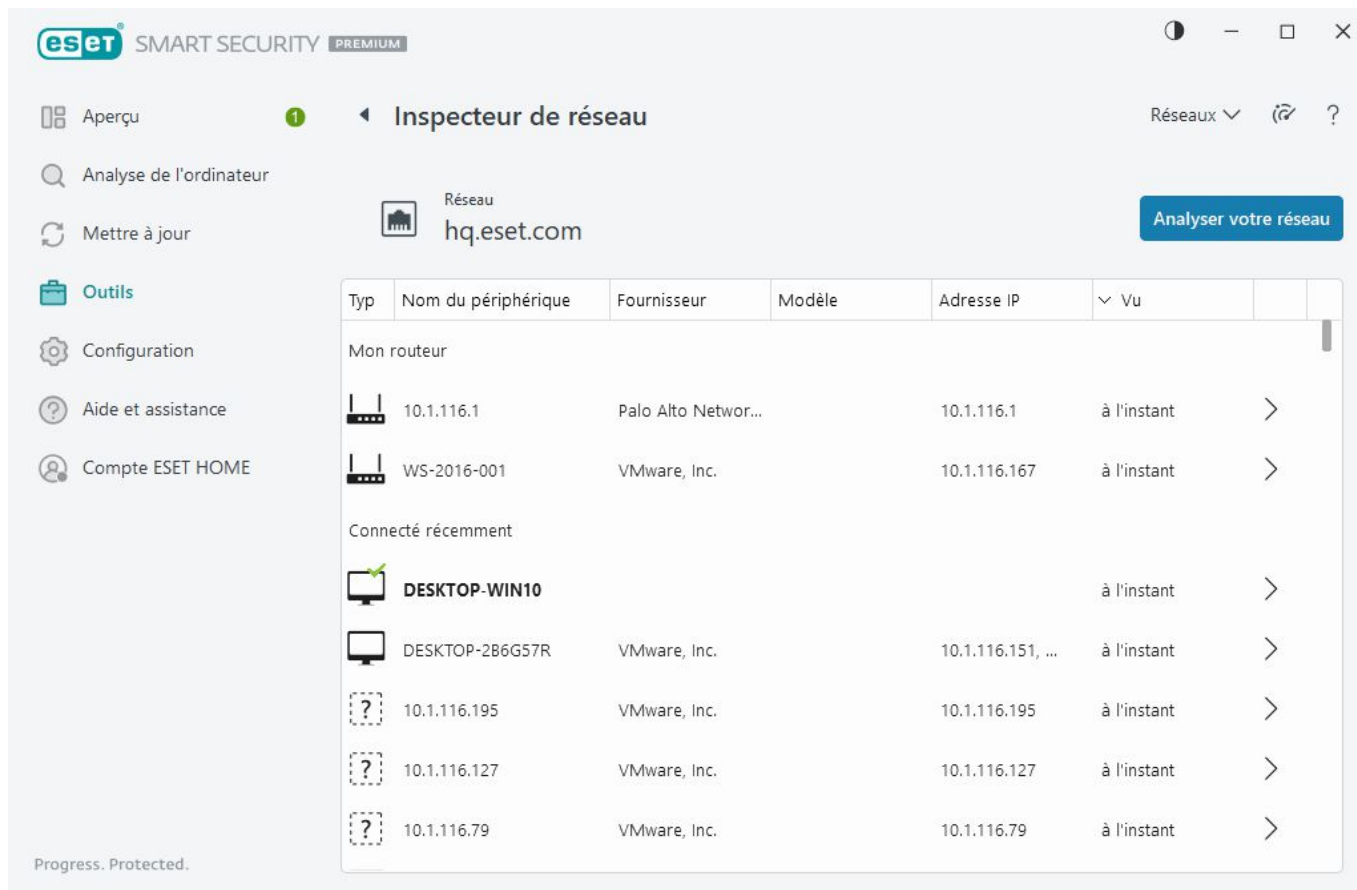 eset® SMART SECURITY PREMIUM
Aperçu 1
Analyse de l'ordinateur
Mettre à jour
Outils
Configuration
Aide et assistance
Compte ESET HOME
Progress. Protected.
Inspecteur de réseau
Réseaux ?
Réseau
hq.eset.com
Analyser votre réseau
Typ Nom du périphérique Fournisseur Modèle Adresse IP Vu
Mon routeur
10.1.116.1 Palo Alto Networ... 10.1.116.1 à l'instant
WS-2016-001 VMware, Inc. 10.1.116.167 à l'instant
Connecté récemment
DESKTOP-WIN10 à l'instant
DESKTOP-2B6G57R VMware, Inc. 10.1.116.151, ... à l'instant
? 10.1.116.195 VMware, Inc. 10.1.116.195 à l'instant
? 10.1.116.127 VMware, Inc. 10.1.116.127 à l'instant
? 10.1.116.79 VMware, Inc. 10.1.116.79 à l'instant